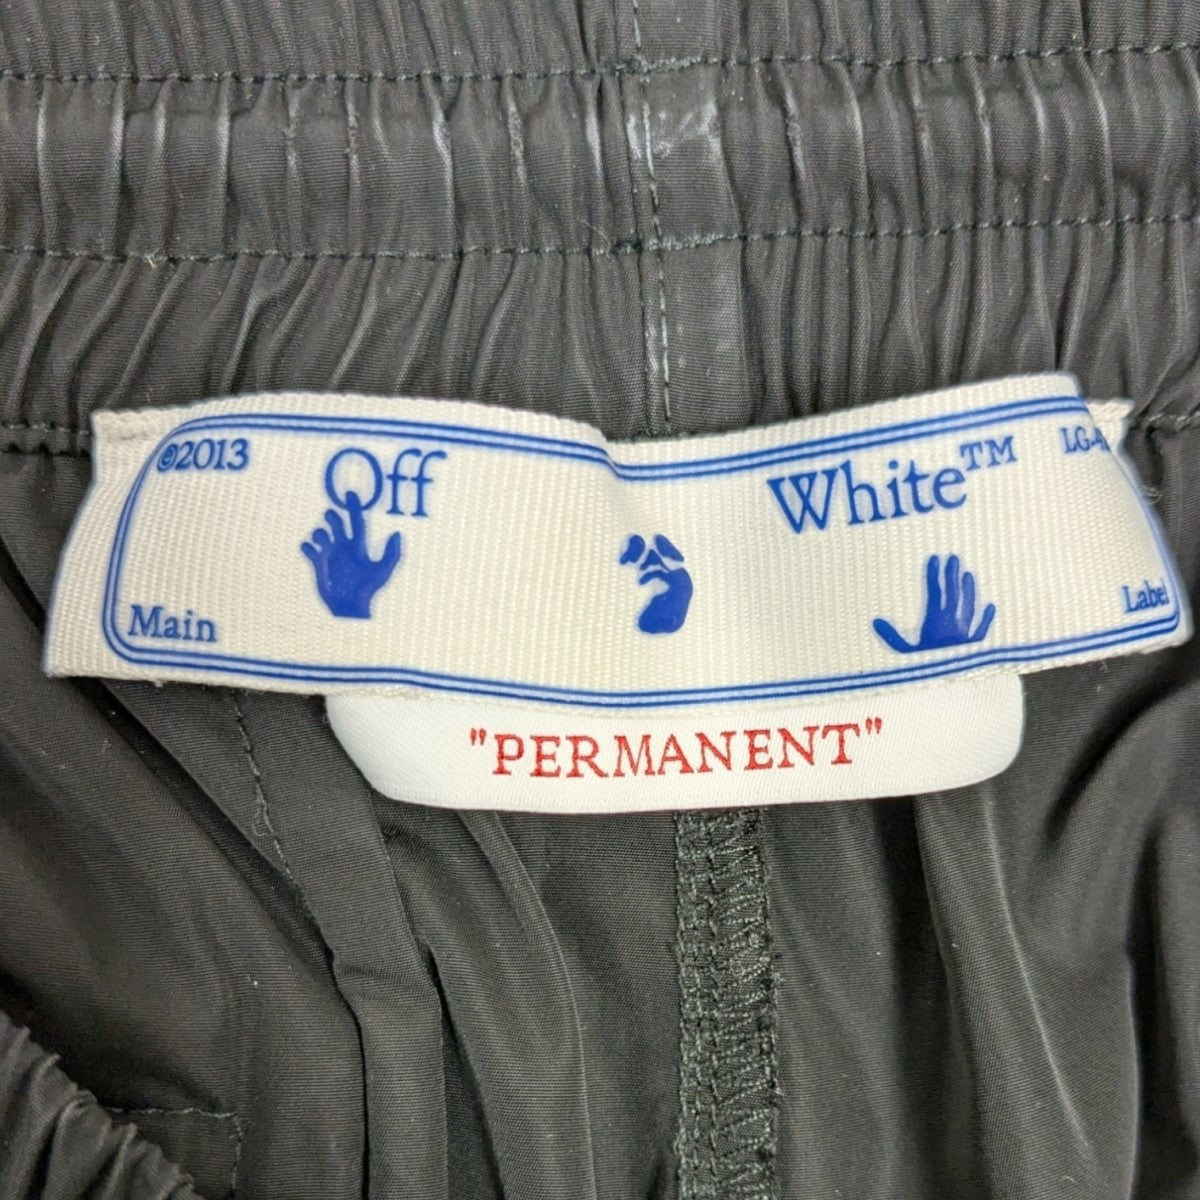 ©2013
Off White™
Main
Label
"PERMANENT"